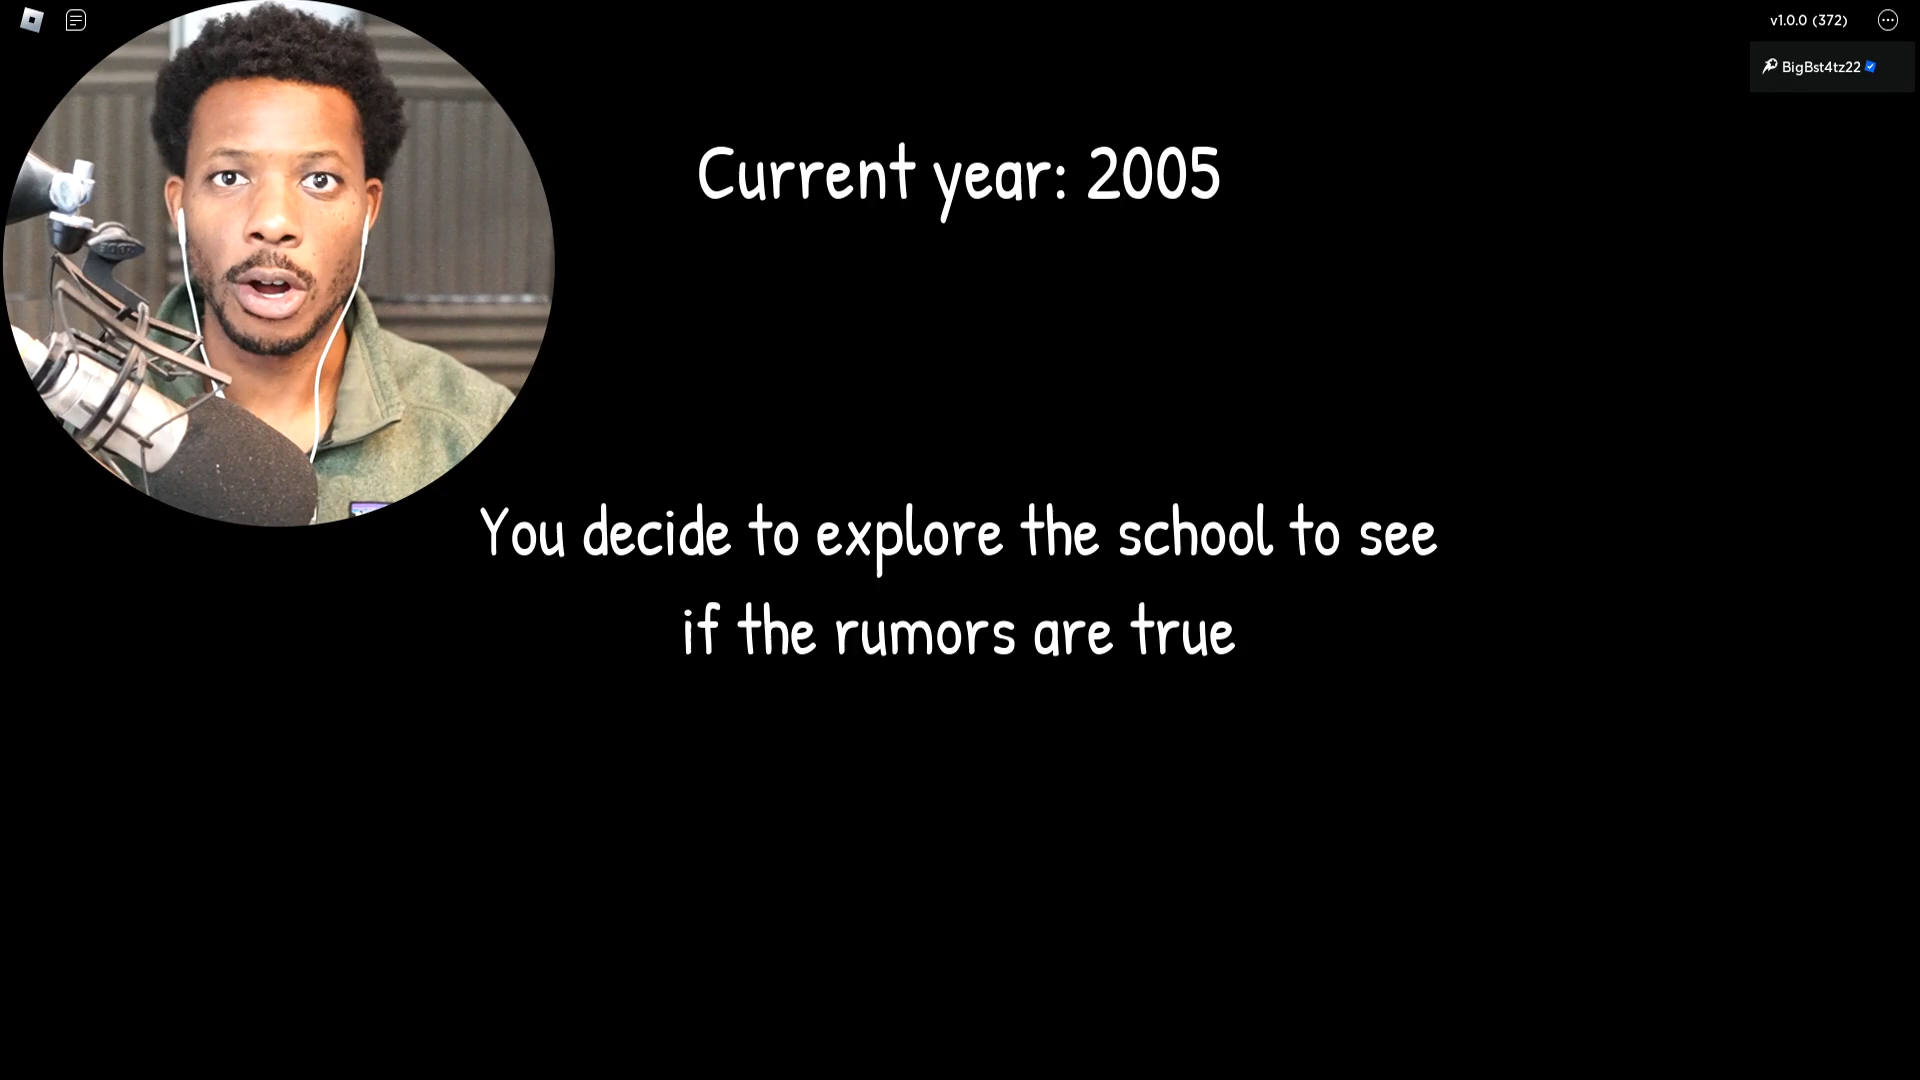 v1.0.0 (372)
BigBst4tz22
Current year: 2005
You decide to explore the school to see
if the rumors are true